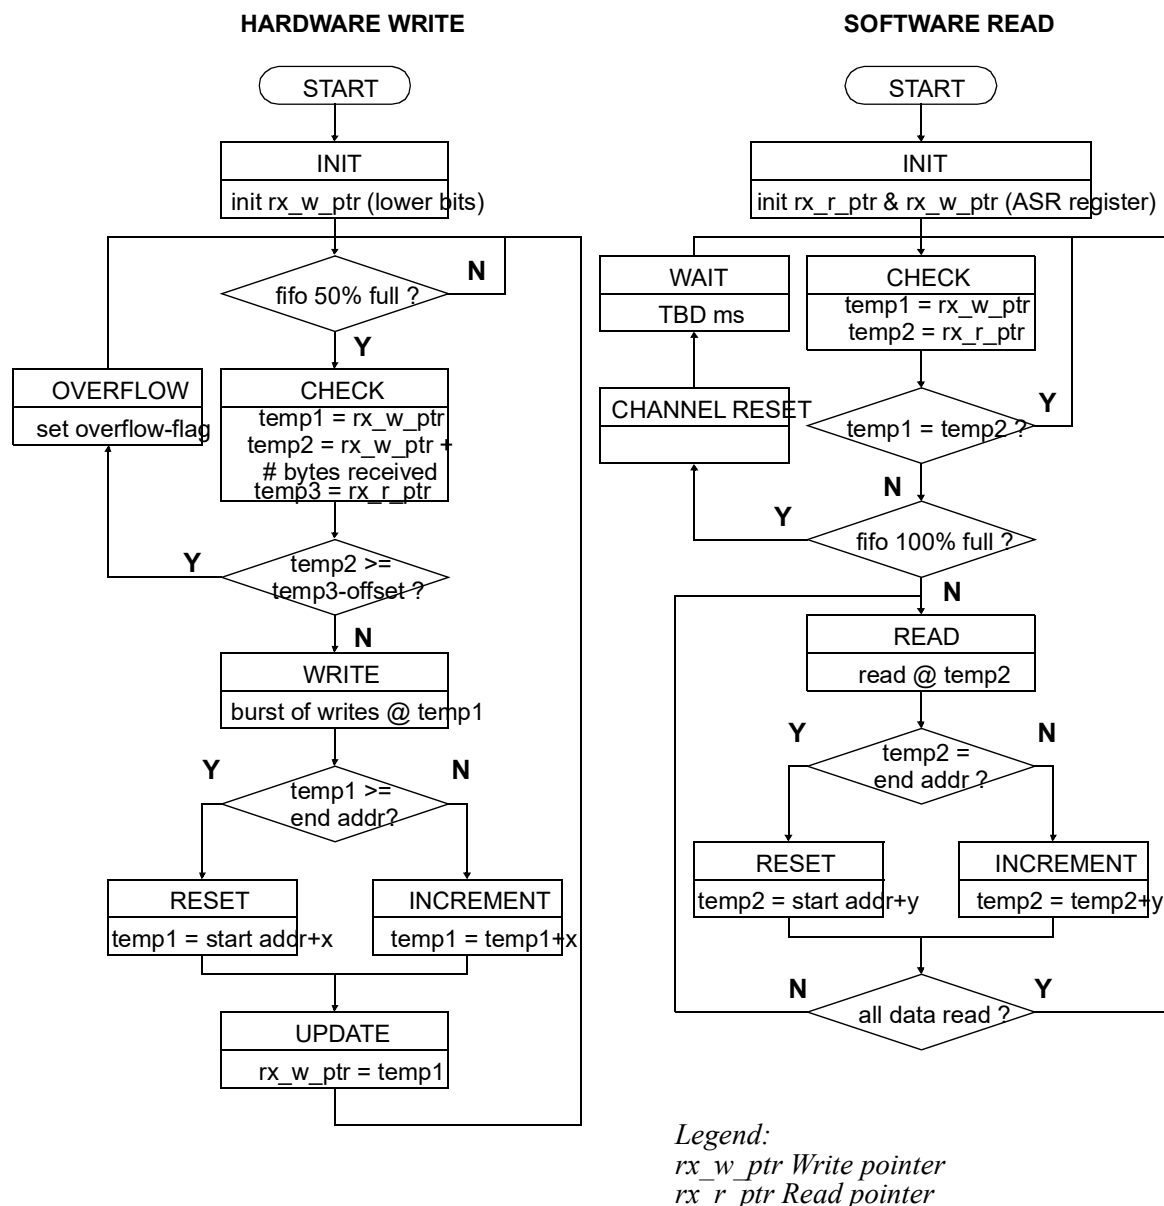 HARDWARE WRITE
START
INIT
init rx_w_ptr (lower bits)
fifo 50% full ?
N
Y
OVERFLOW
set overflow-flag
CHECK
temp1 = rx_w_ptr
temp2 = rx_w_ptr +
# bytes received
temp3 = rx_r_ptr
Y
temp2 >=
temp3-offset ?
N
WRITE
burst of writes @ temp1
Y
N
temp1 >=
end addr?
RESET
temp1 = start addr+x
INCREMENT
temp1 = temp1+x
UPDATE
rx_w_ptr = temp1
SOFTWARE READ
START
INIT
init rx_r_ptr & rx_w_ptr (ASR register)
WAIT
TBD ms
CHECK
temp1 = rx_w_ptr
temp2 = rx_r_ptr
CHANNEL RESET
Y
temp1 = temp2 ?
N
Y
fifo 100% full ?
N
READ
read @ temp2
Y
N
temp2 =
end addr ?
RESET
temp2 = start addr+y
INCREMENT
temp2 = temp2+y
N
Y
all data read ?
Legend:
rx_w_ptr Write pointer
rx_r_ptr Read pointer